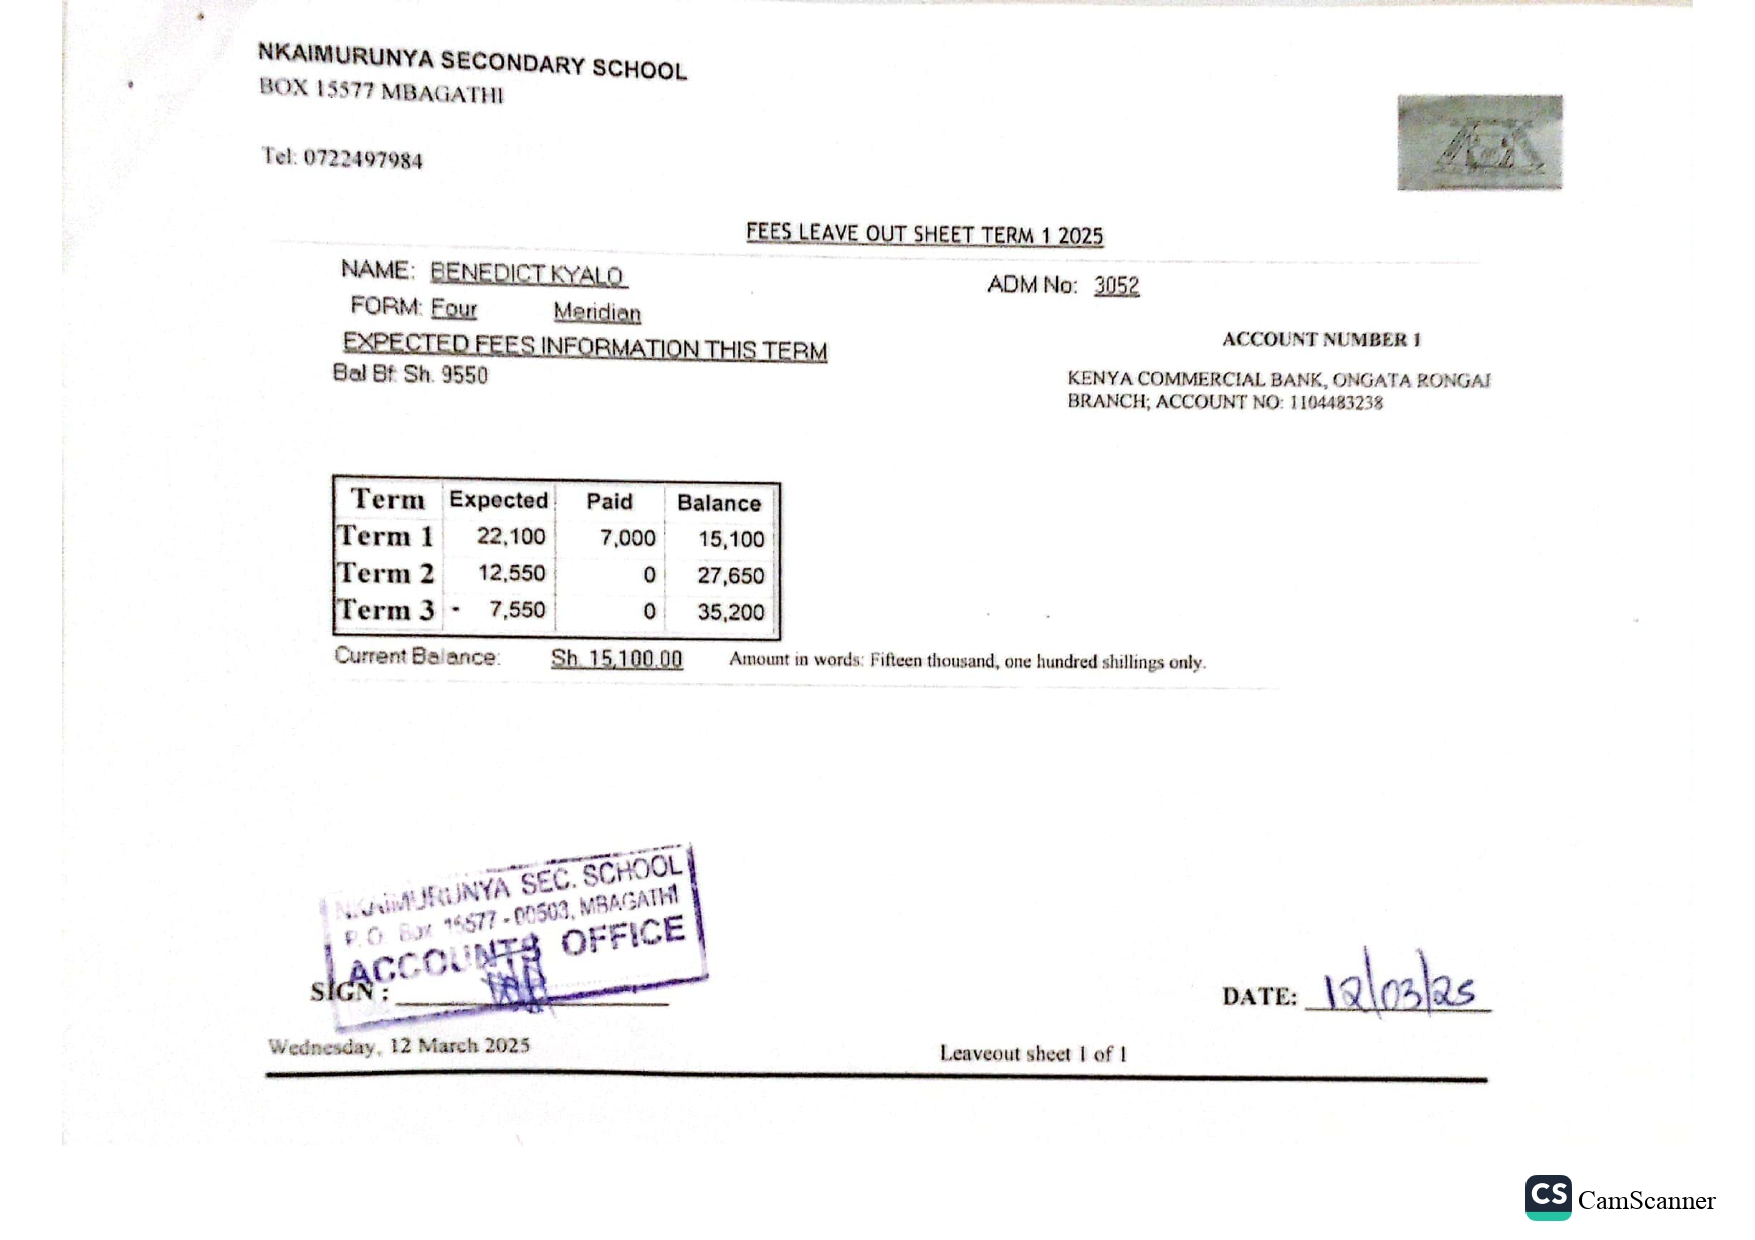 NKAIMURUNYA SECONDARY SCHOOL
BOX 15577 MBAGATHI
Tel: 0722497984
FEES LEAVE OUT SHEET TERM 1 2025
NAME: BENEDICT KYALO
ADM No: 3052
FORM: Four Meridian
EXPECTED FEES INFORMATION THIS TERM
ACCOUNT NUMBER 1
Bal Bf: Sh. 9550
KENYA COMMERCIAL BANK, ONGATA RONGAI
BRANCH; ACCOUNT NO: 1104483238
Term Expected Paid Balance
Term 1 22,100 7,000 15,100
Term 2 12,550 0 27,650
Term 3 - 7,550 0 35,200
Current Balance: Sh. 15,100.00 Amount in words: Fifteen thousand, one hundred shillings only.
NKAIMURUNYA SEC. SCHOOL
P. O. Box 15577 - 00503, MBAGATHI
ACCOUNTS OFFICE
SIGN :
DATE: 12/03/25
Wednesday, 12 March 2025
Leaveout sheet 1 of 1
CS CamScanner